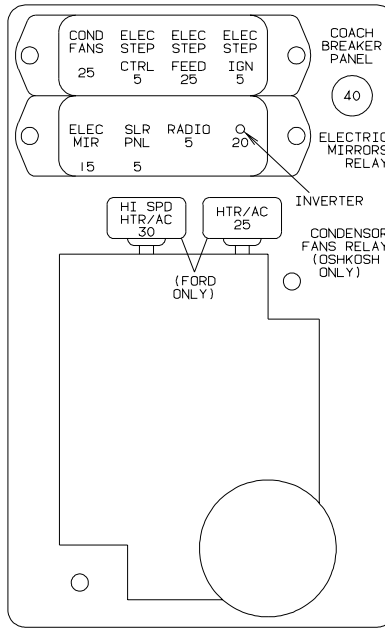 COND ELEC ELEC ELEC
FANS STEP STEP STEP
CTRL FEED IGN
25 5 25 5
COACH
BREAKER
PANEL
40
ELEC SLR RADIO
MIR PNL 5 20
15 5
ELECTRIC
MIRRORS
RELAY
INVERTER
HI SPD
HTR/AC
30
HTR/AC
25
(FORD
ONLY)
CONDENSOR
FANS RELAY
(OSHKOSH
ONLY)